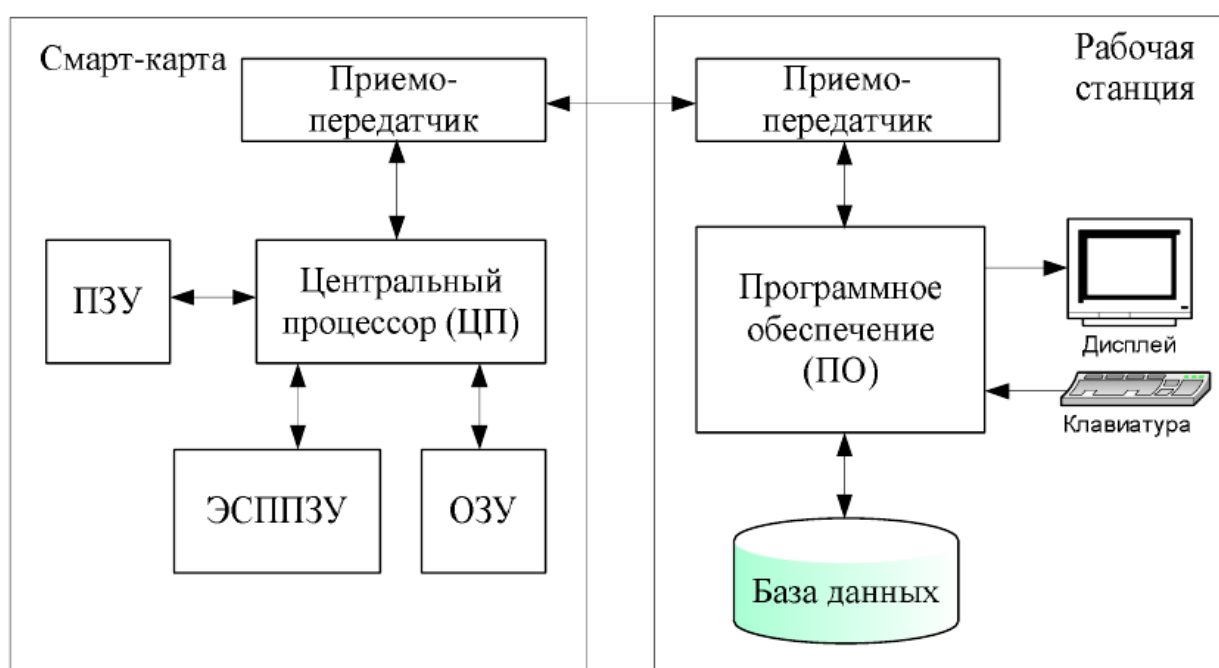 Смарт-карта
Приемо-
передатчик
Центральный
процессор (ЦП)
ПЗУ
ЭСППЗУ
ОЗУ
Рабочая
станция
Приемо-
передатчик
Программное
обеспечение
(ПО)
Дисплей
Клавиатура
База данных